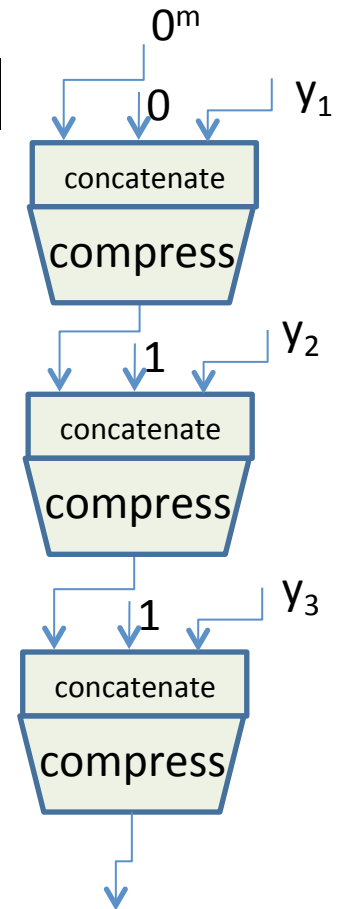 0ᵐ
0
y₁
concatenate
compress
1
y₂
concatenate
compress
1
y₃
concatenate
compress